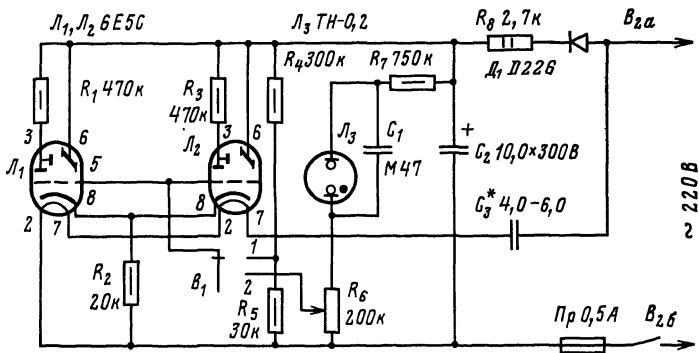 Л₁, Л₂ 6Е5С
Л₃ ТН-0,2
R₈ 2,7к
В₂ₐ
R₁ 470к
R₃
470к
R₄ 300к
R₇ 750к
Д₁ Д226
3
6
3
6
Л₁
5
Л₂
Л₃
C₁
М47
+
C₂ 10,0×300В
8
8
2
7
2
7
C₃* 4,0-6,0
~ 220В
R₂
20к
В₁
1
2
R₅
30к
R₆
200к
Пр 0,5А
В₂б